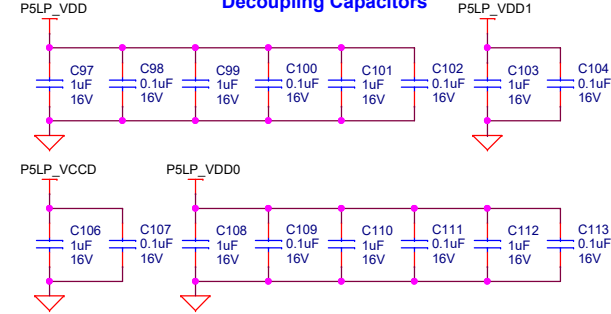 Decoupling Capacitors
P5LP_VDD
P5LP_VDD1
C97
1uF
16V
C98
0.1uF
16V
C99
1uF
16V
C100
0.1uF
16V
C101
1uF
16V
C102
0.1uF
16V
C103
1uF
16V
C104
0.1uF
16V
P5LP_VCCD
P5LP_VDD0
C106
1uF
16V
C107
0.1uF
16V
C108
1uF
16V
C109
0.1uF
16V
C110
1uF
16V
C111
0.1uF
16V
C112
1uF
16V
C113
0.1uF
16V